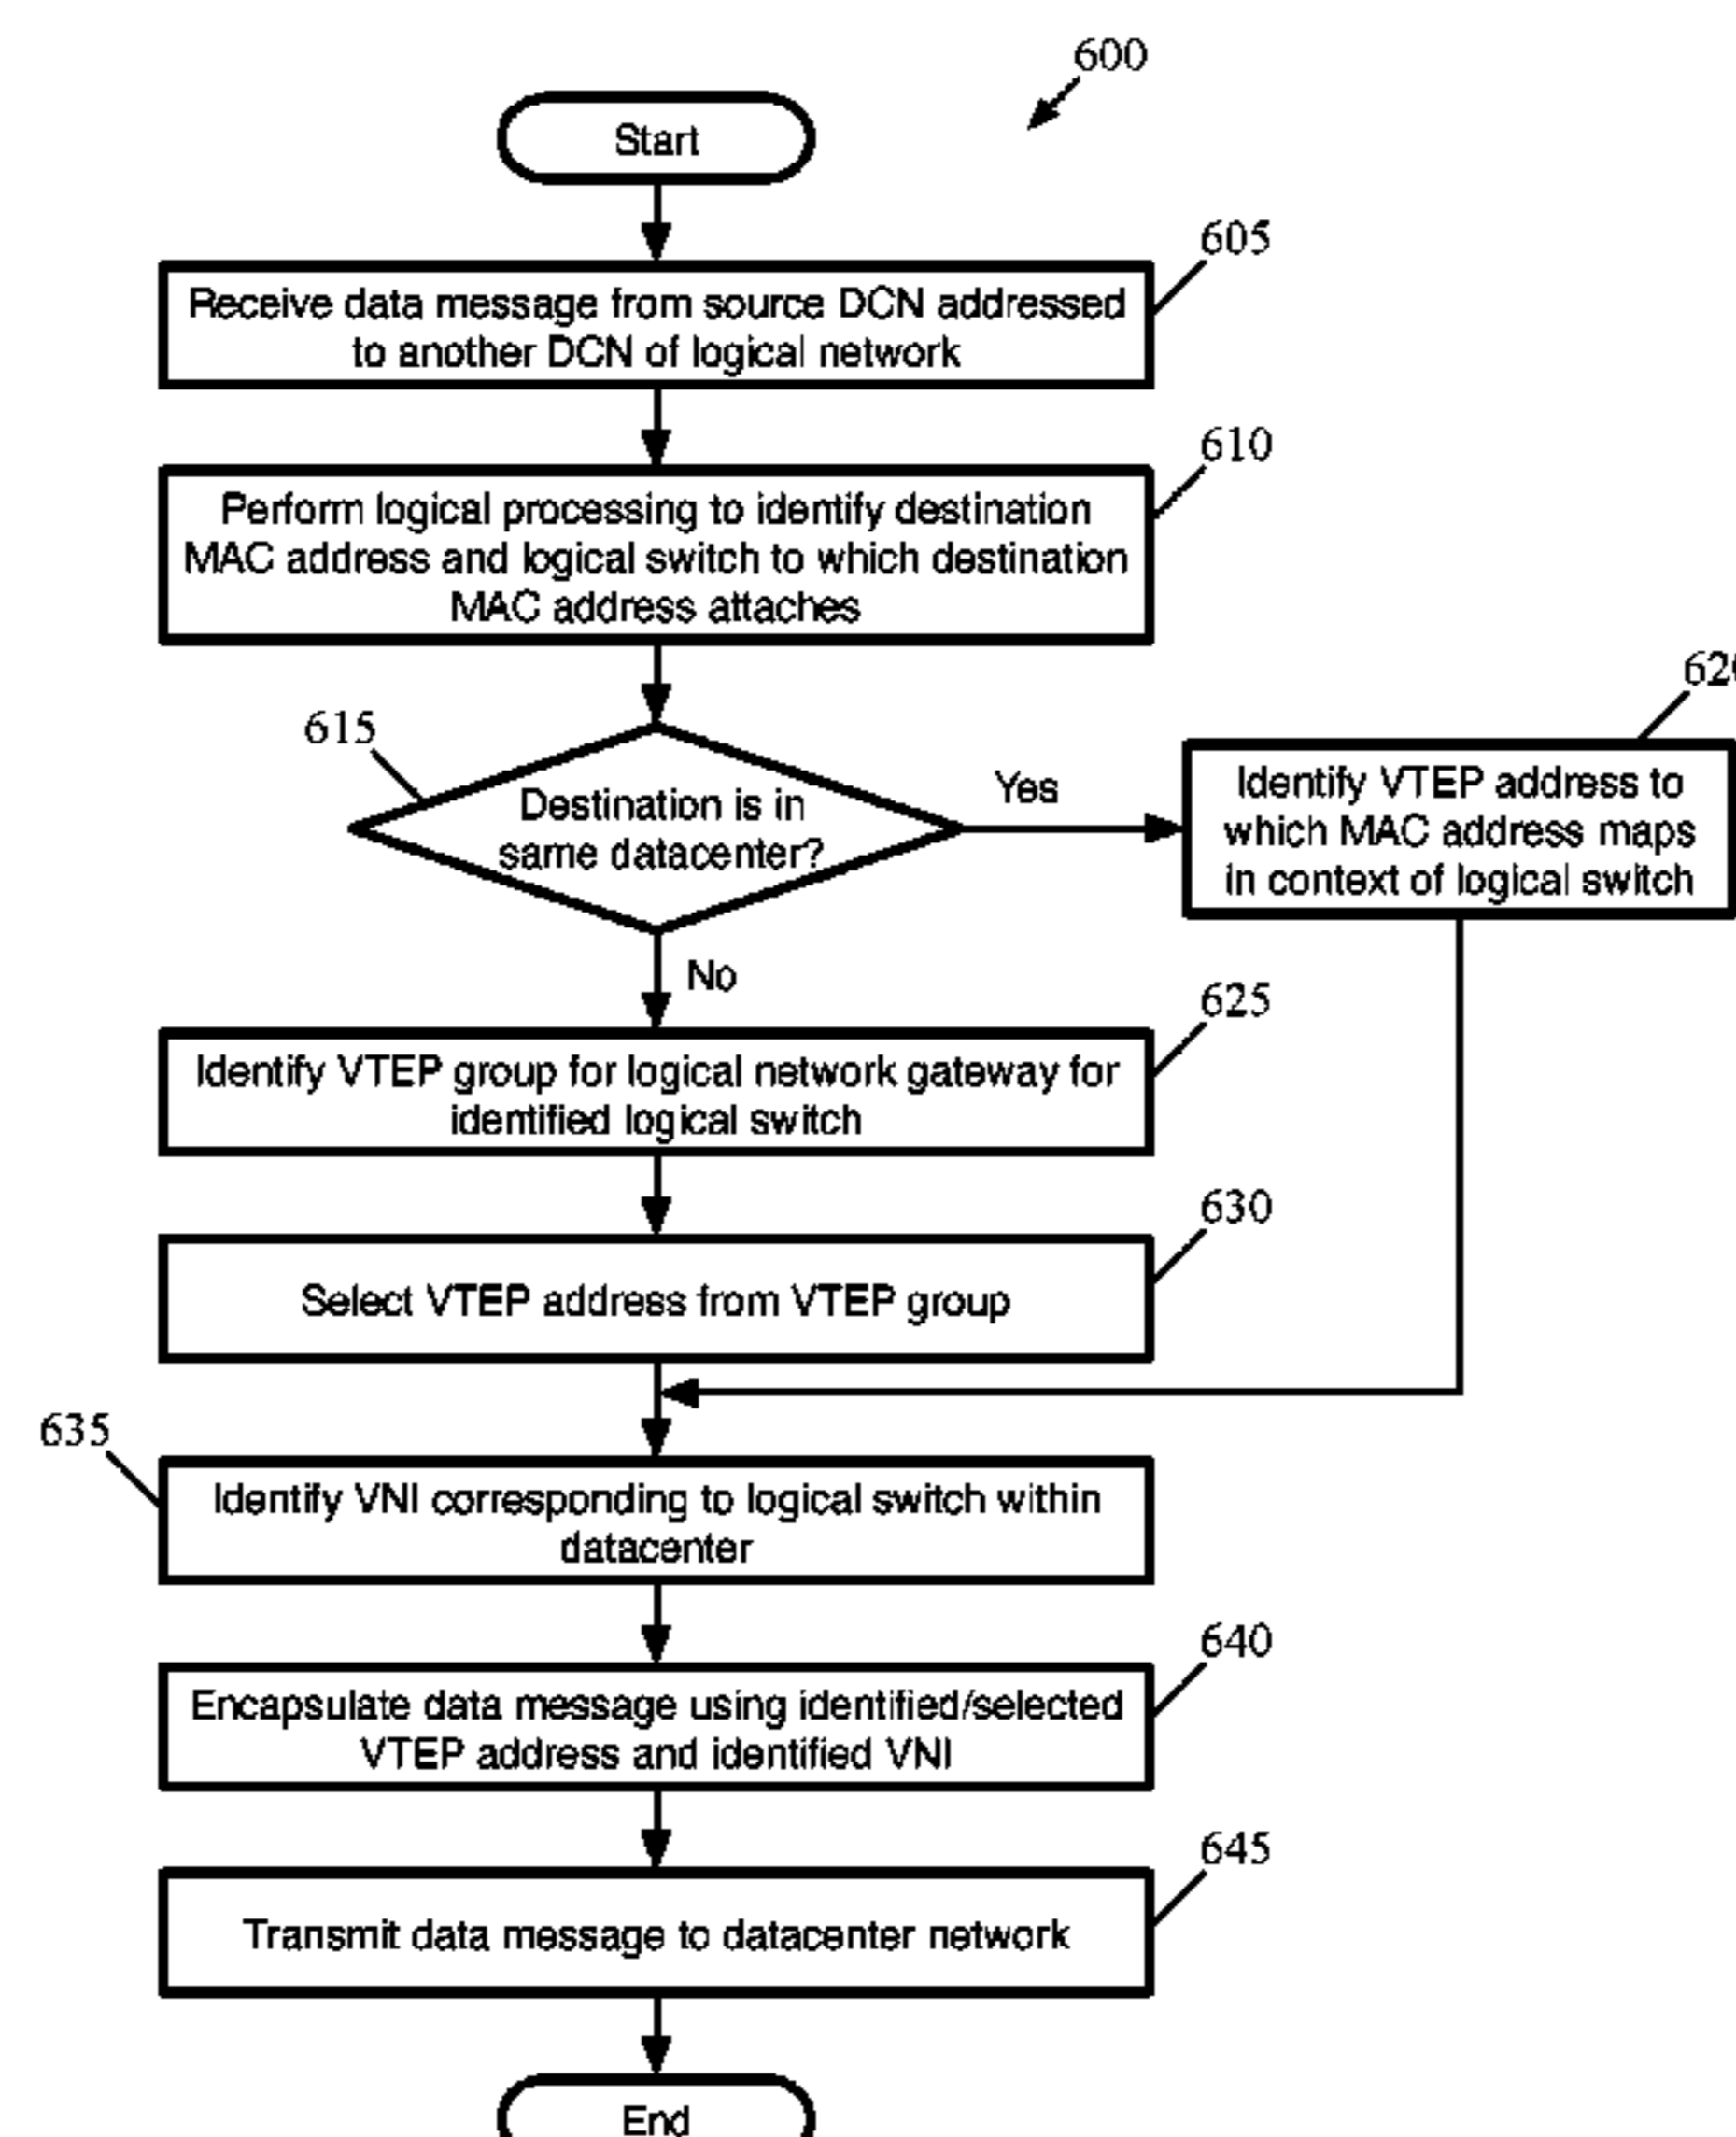 600
Start
605
Receive data message from source DCN addressed
to another DCN of logical network
610
Perform logical processing to identify destination
MAC address and logical switch to which destination
MAC address attaches
615
Destination is in
same datacenter?
Yes
Identify VTEP address to
which MAC address maps
in context of logical switch
No
625
Identify VTEP group for logical network gateway for
identified logical switch
630
Select VTEP address from VTEP group
635
Identify VNI corresponding to logical switch within
datacenter
640
Encapsulate data message using identified/selected
VTEP address and identified VNI
645
Transmit data message to datacenter network
End